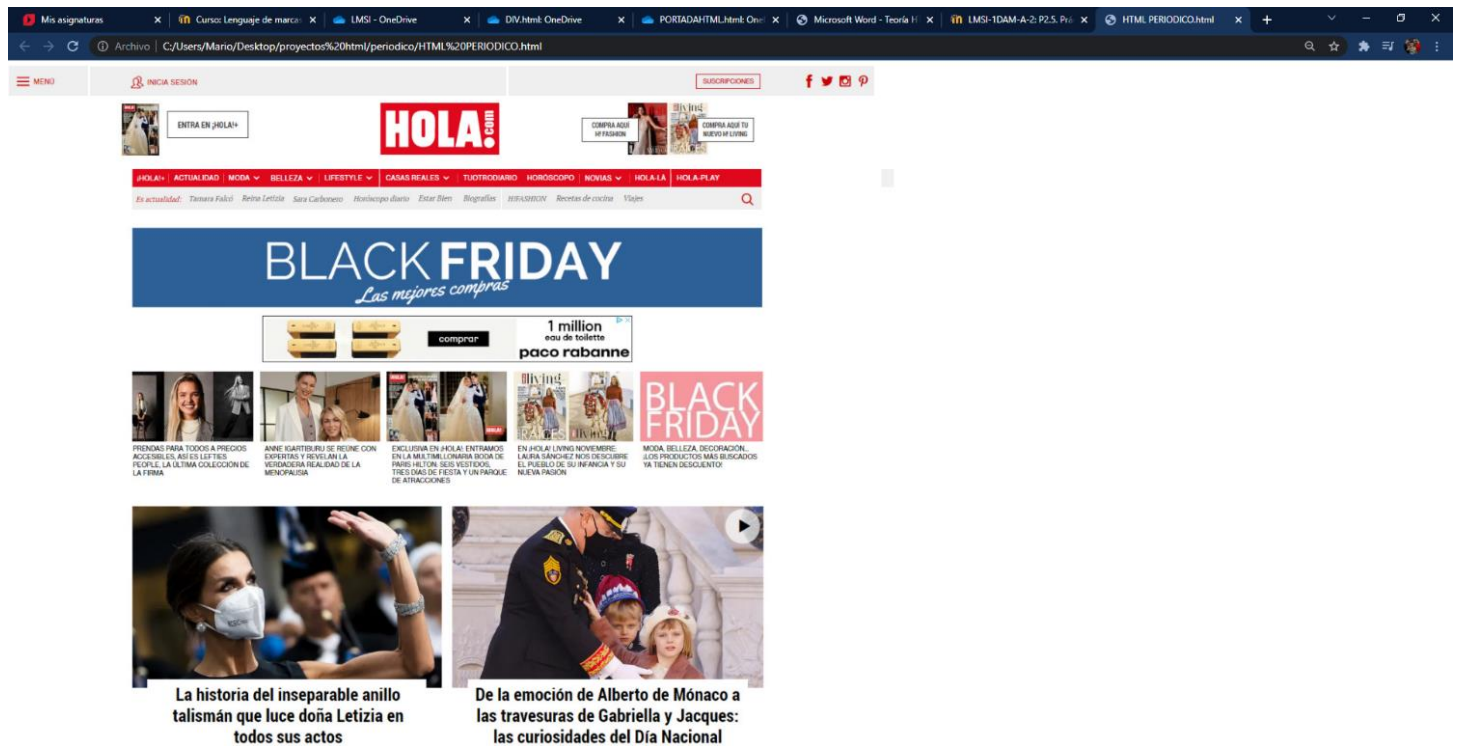 Mis asignaturas
Curso: Lenguaje de marcas
LMSI - OneDrive
DIV.html: OneDrive
PORTADAHTML.html: One
Microsoft Word - Teoría H
LMSI-1DAM-A-2: P2.5. Prá
HTML PERIODICO.html
Archivo | C:/Users/Mario/Desktop/proyectos%20html/periodico/HTML%20PERIODICO.html
MENÚ
INICIA SESIÓN
SUSCRIPCIONES
ENTRA EN ¡HOLA!+
HOLA.com
COMPRA AQUÍ
H! FASHION
living
COMPRA AQUÍ TU
NUEVO H! LIVING
¡HOLA!+ | ACTUALIDAD | MODA | BELLEZA | LIFESTYLE | CASAS REALES | TUOTRODIARIO HORÓSCOPO | NOVIAS | HOLA-LÀ | HOLA-PLAY
Es actualidad: Tamara Falcó Reina Letizia Sara Carbonero Horóscopo diario Estar Bien Biografías H!FASHION Recetas de cocina Viajes
BLACK FRIDAY
Las mejores compras
comprar
1 million
eau de toilette
paco rabanne
living
RAÍCES
BLACK
FRIDAY
PRENDAS PARA TODOS A PRECIOS
ACCESIBLES, ASÍ ES LEFTIES
PEOPLE, LA ÚLTIMA COLECCIÓN DE
LA FIRMA
ANNE IGARTIBURU SE REÚNE CON
EXPERTAS Y REVELAN LA
VERDADERA REALIDAD DE LA
MENOPAUSIA
EXCLUSIVA EN ¡HOLA!: ENTRAMOS
EN LA MULTIMILLONARIA BODA DE
PARIS HILTON: SEIS VESTIDOS,
TRES DÍAS DE FIESTA Y UN PARQUE
DE ATRACCIONES
EN ¡HOLA! LIVING NOVIEMBRE:
LAURA SÁNCHEZ NOS DESCUBRE
EL PUEBLO DE SU INFANCIA Y SU
NUEVA PASIÓN
MODA, BELLEZA, DECORACIÓN...
¡LOS PRODUCTOS MÁS BUSCADOS
YA TIENEN DESCUENTO!
La historia del inseparable anillo
talismán que luce doña Letizia en
todos sus actos
De la emoción de Alberto de Mónaco a
las travesuras de Gabriella y Jacques:
las curiosidades del Día Nacional